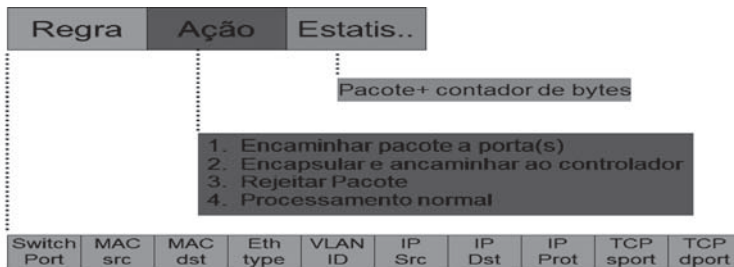 Regra Ação Estatis..
Pacote+ contador de bytes
1. Encaminhar pacote a porta(s)
2. Encapsular e ancaminhar ao controlador
3. Rejeitar Pacote
4. Processamento normal
Switch Port MAC src MAC dst Eth type VLAN ID IP Src IP Dst IP Prot TCP sport TCP dport